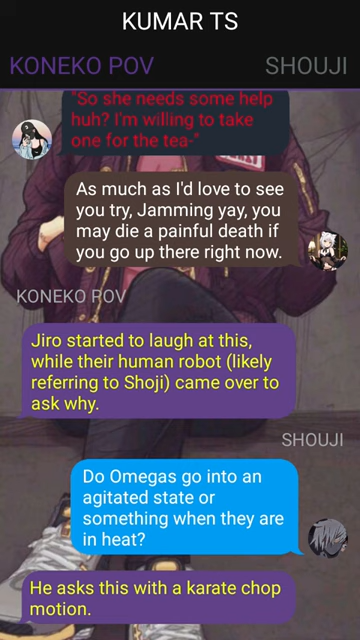 KUMAR TS
KONEKO POV
SHOUJI
"So she needs some help
huh? I'm willing to take
one for the tea-"
As much as I'd love to see
you try, Jamming yay, you
may die a painful death if
you go up there right now.
KONEKO POV
Jiro started to laugh at this,
while their human robot (likely
referring to Shoji) came over to
ask why.
SHOUJI
Do Omegas go into an
agitated state or
something when they are
in heat?
He asks this with a karate chop
motion.